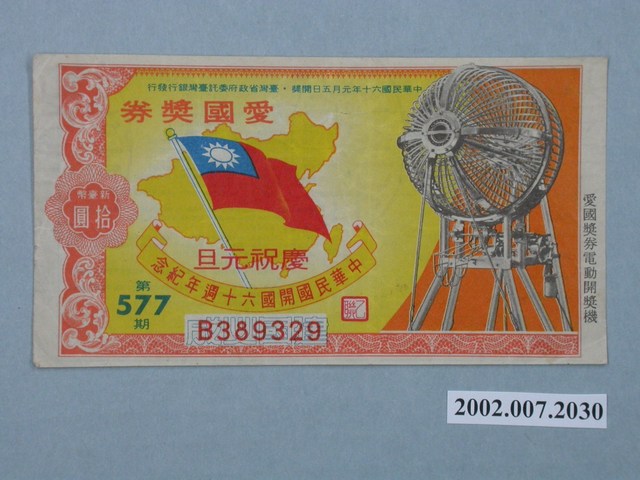 中華民國六十年元月五日開獎・臺灣省政府委託臺灣銀行發行
愛國獎券
新臺幣
拾圓
慶祝元旦
中華民國開國六十週年紀念
第
577
期
B389329
愛國獎券電動開獎機
2002.007.2030